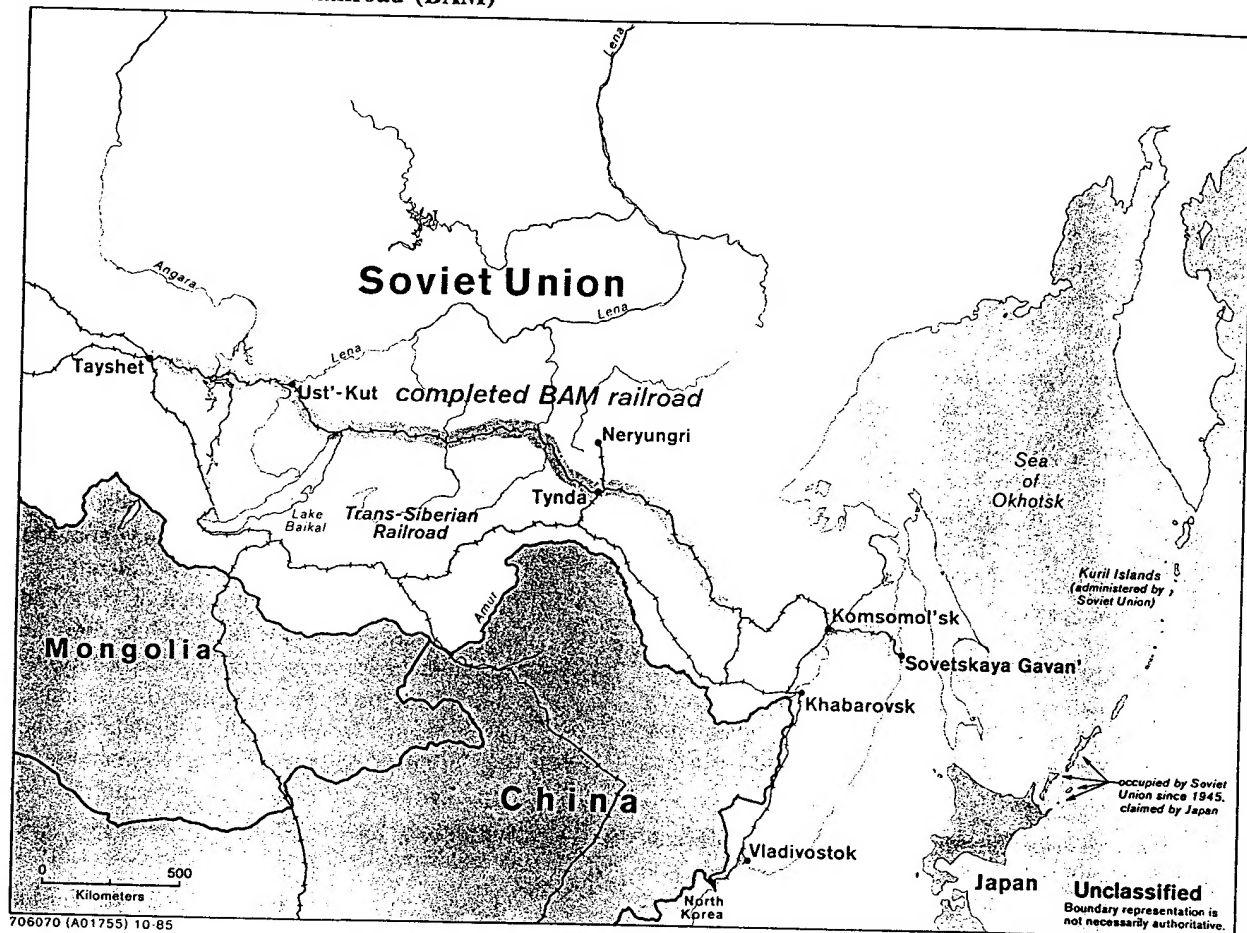 (BAM)
Lena
Lena
Angara
Soviet Union
Lena
Lena
Tayshet
Ust'-Kut
completed BAM railroad
Neryungri
Sea
of
Okhotsk
Tynda
Lake
Baikal
Trans-Siberian
Railroad
Kuril Islands
(administered by
Soviet Union)
Amur
Komsomol'sk
Mongolia
Sovetskaya Gavan'
Khabarovsk
occupied by Soviet
Union since 1945,
claimed by Japan
China
Vladivostok
0 500
Kilometers
Japan
North
Korea
Unclassified
Boundary representation is
not necessarily authoritative.
706070 (A01755) 10-85